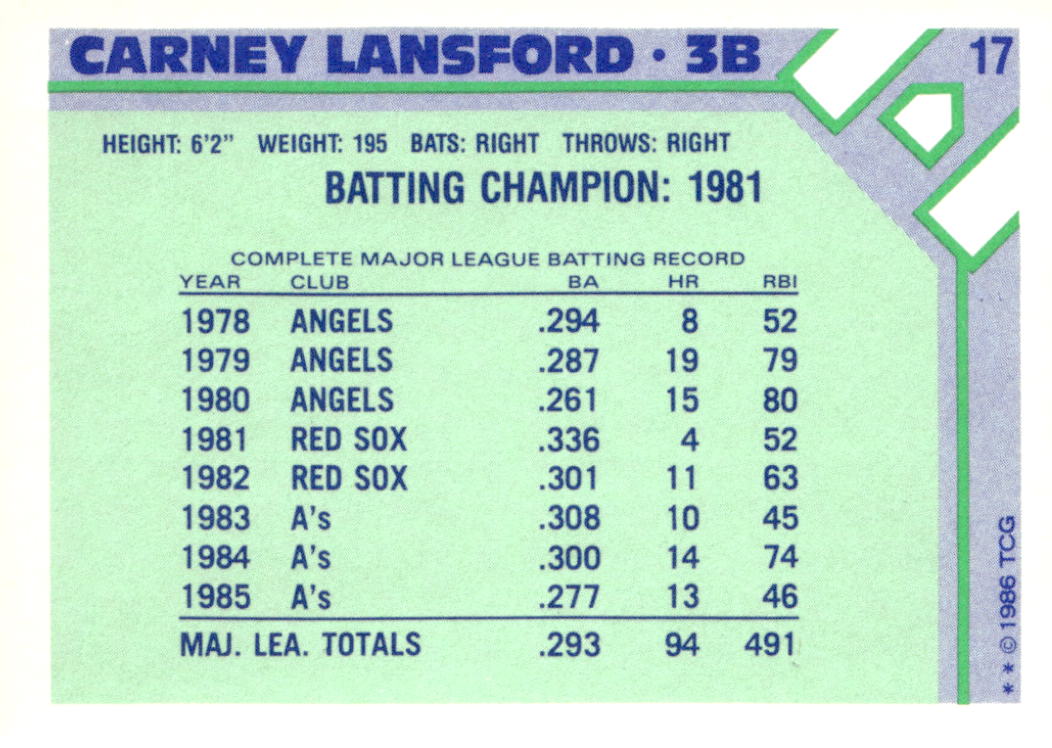 CARNEY LANSFORD · 3B 17
HEIGHT: 6'2" WEIGHT: 195 BATS: RIGHT THROWS: RIGHT
BATTING CHAMPION: 1981
COMPLETE MAJOR LEAGUE BATTING RECORD
YEAR CLUB BA HR RBI
1978 ANGELS .294 8 52
1979 ANGELS .287 19 79
1980 ANGELS .261 15 80
1981 RED SOX .336 4 52
1982 RED SOX .301 11 63
1983 A's .308 10 45
1984 A's .300 14 74
1985 A's .277 13 46
MAJ. LEA. TOTALS .293 94 491
* * © 1986 TCG